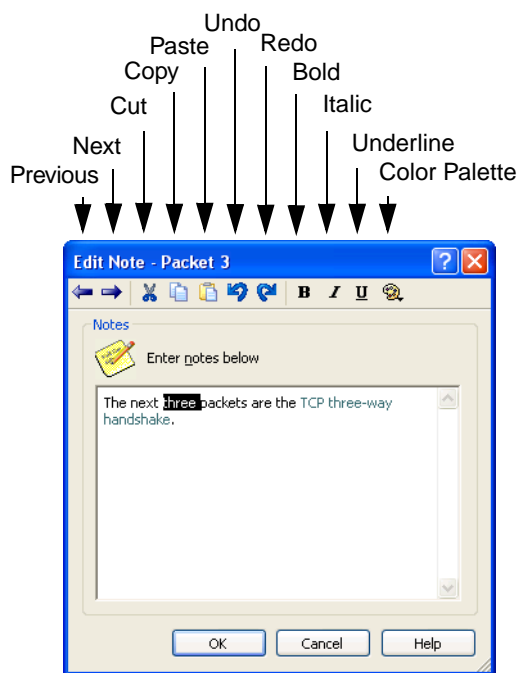 Undo
Paste Redo
Copy Bold
Cut Italic
Next Underline
Previous Color Palette
Edit Note - Packet 3
B I U
Notes
Enter notes below
The next three packets are the TCP three-way
handshake.
OK Cancel Help